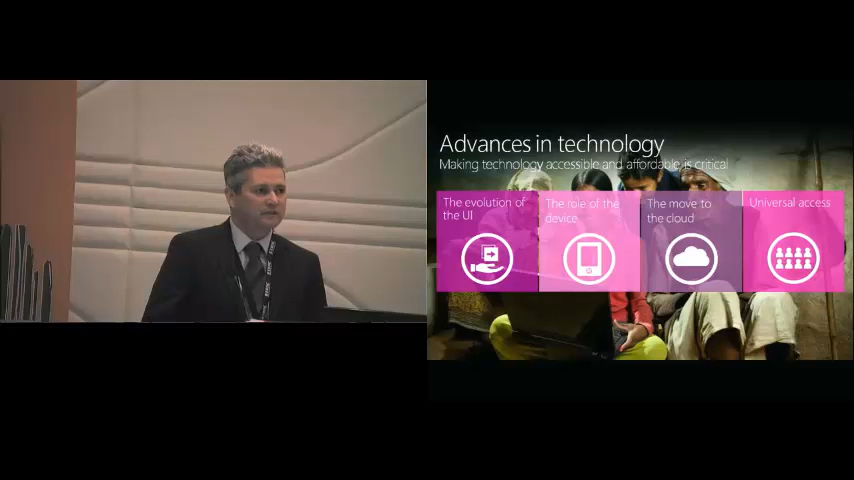 Advances in technology
Making technology accessible and affordable is critical
The evolution of
the UI
The role of the
device
The move to
the cloud
Universal access